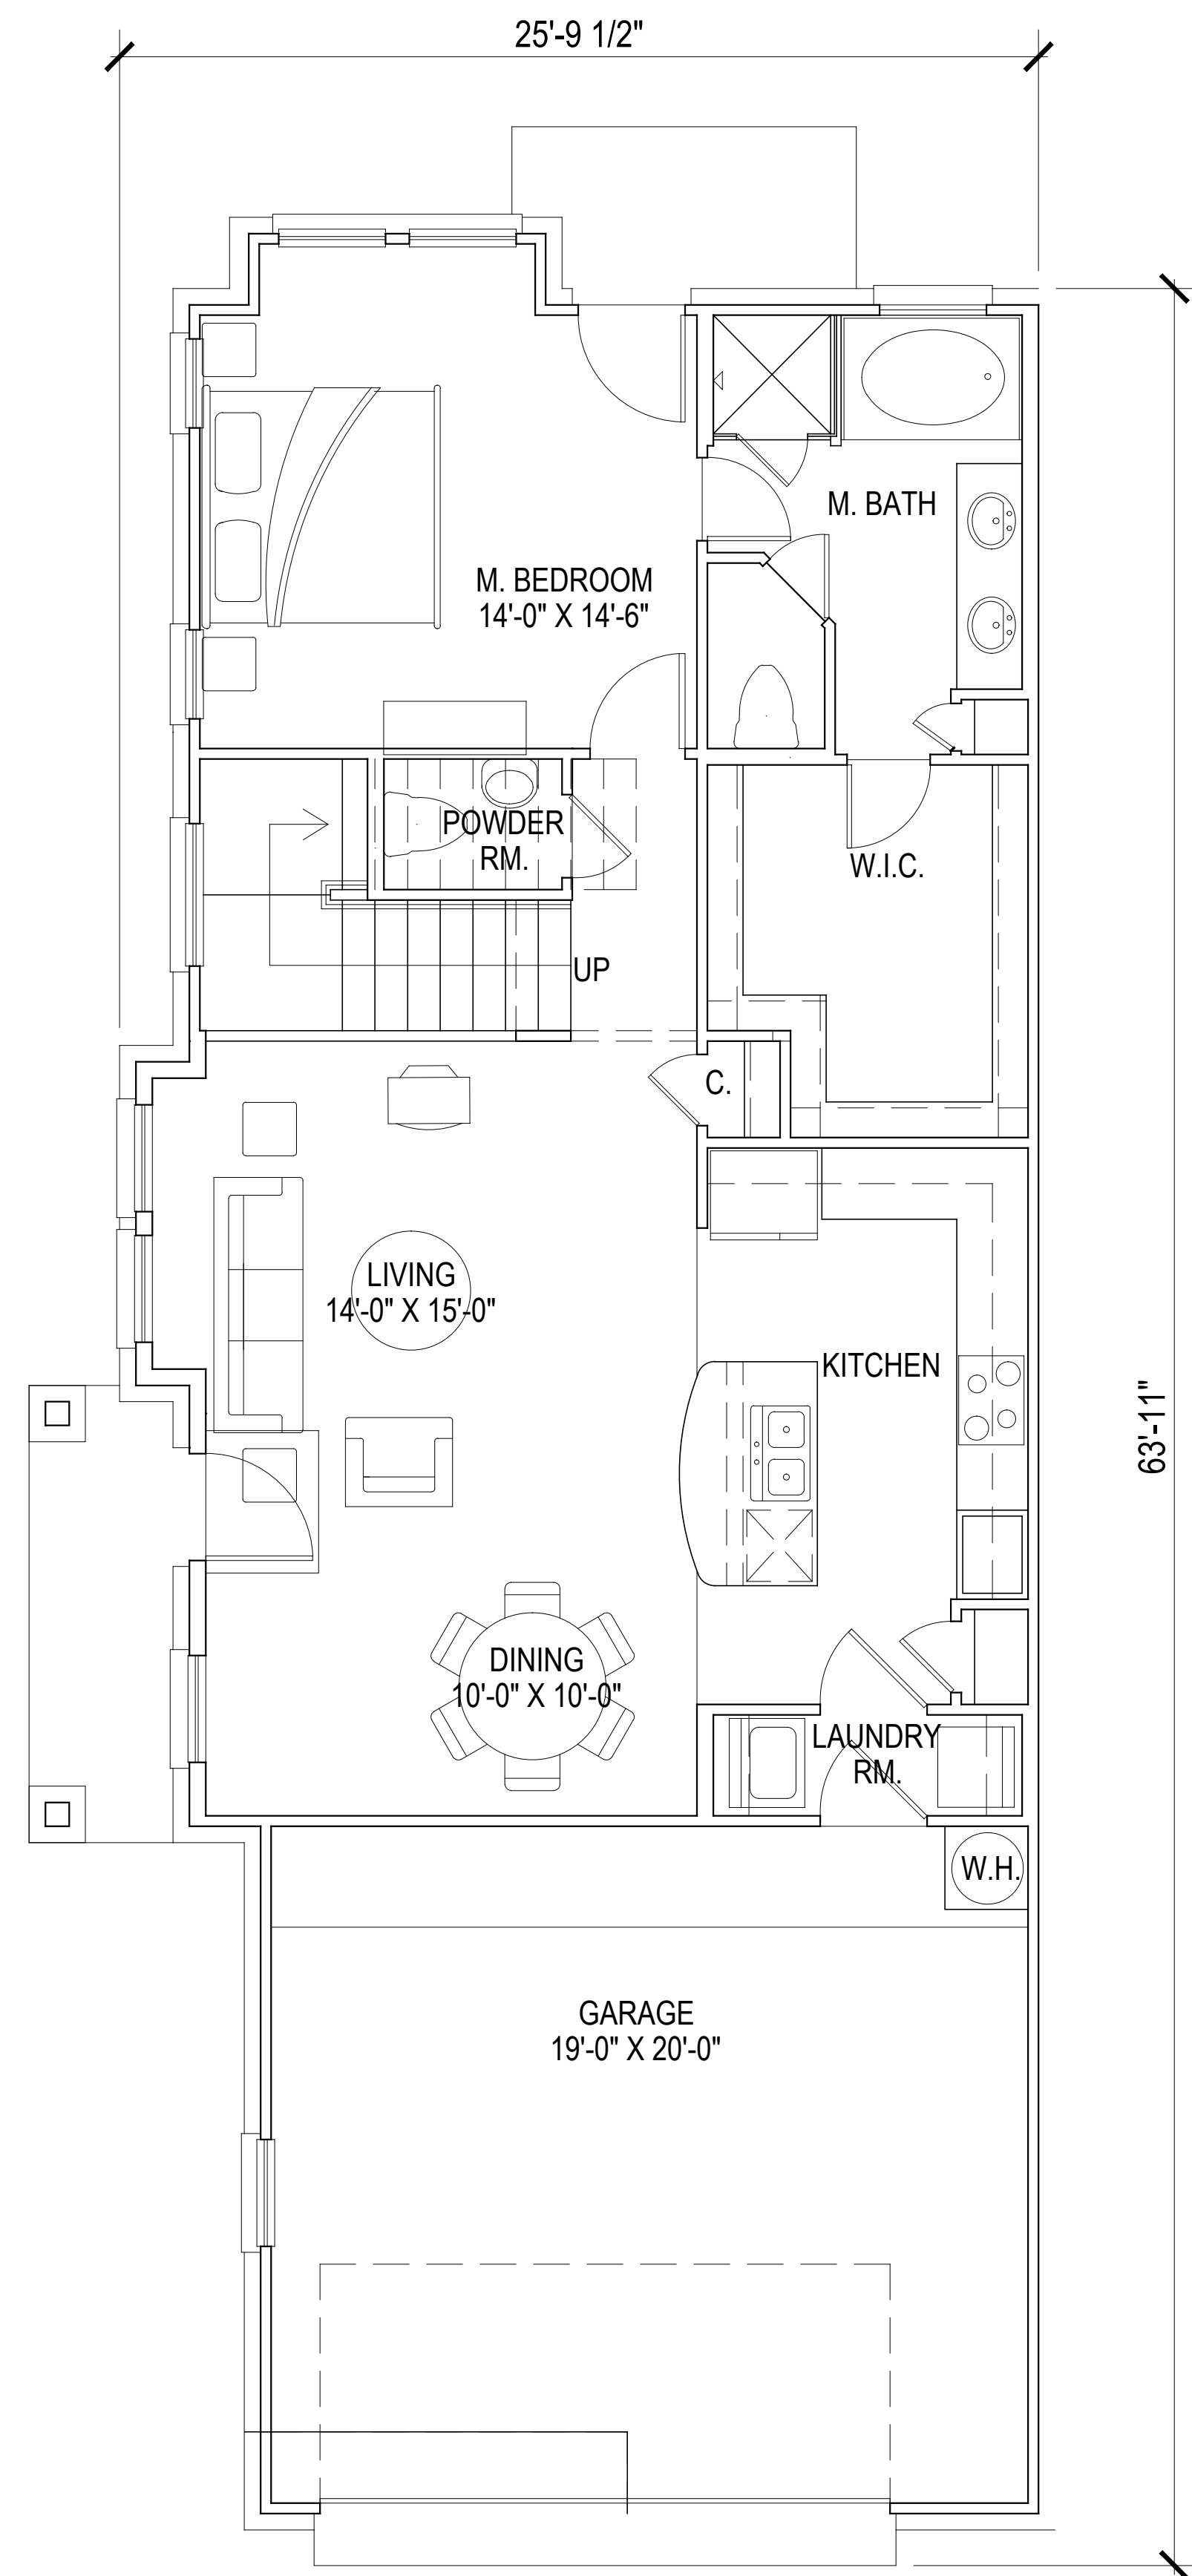 25'-9 1/2"
M. BATH
M. BEDROOM
14'-0" X 14'-6"
POWDER
RM.
W.I.C.
UP
C.
LIVING
14'-0" X 15'-0"
KITCHEN
63'-11"
DINING
10'-0" X 10'-0"
LAUNDRY
RM.
W.H.
GARAGE
19'-0" X 20'-0"